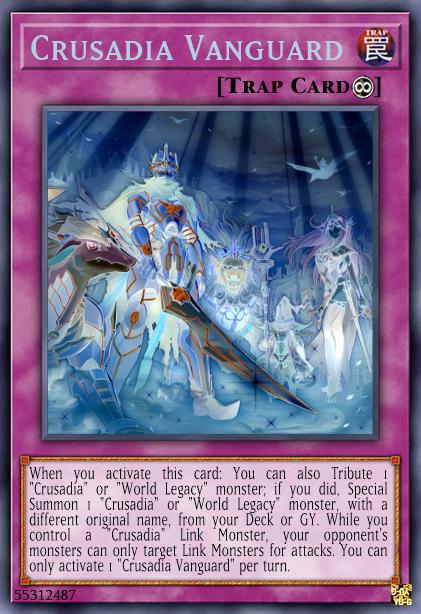 CRUSADIA VANGUARD
TRAP
罠
[TRAP CARD]
When you activate this card: You can also Tribute 1
"Crusadia" or "World Legacy" monster; if you did, Special
Summon 1 "Crusadia" or "World Legacy" monster, with a
different original name, from your Deck or GY. While you
control a "Crusadia" Link Monster, your opponent's
monsters can only target Link Monsters for attacks. You can
only activate 1 "Crusadia Vanguard" per turn.
55312487